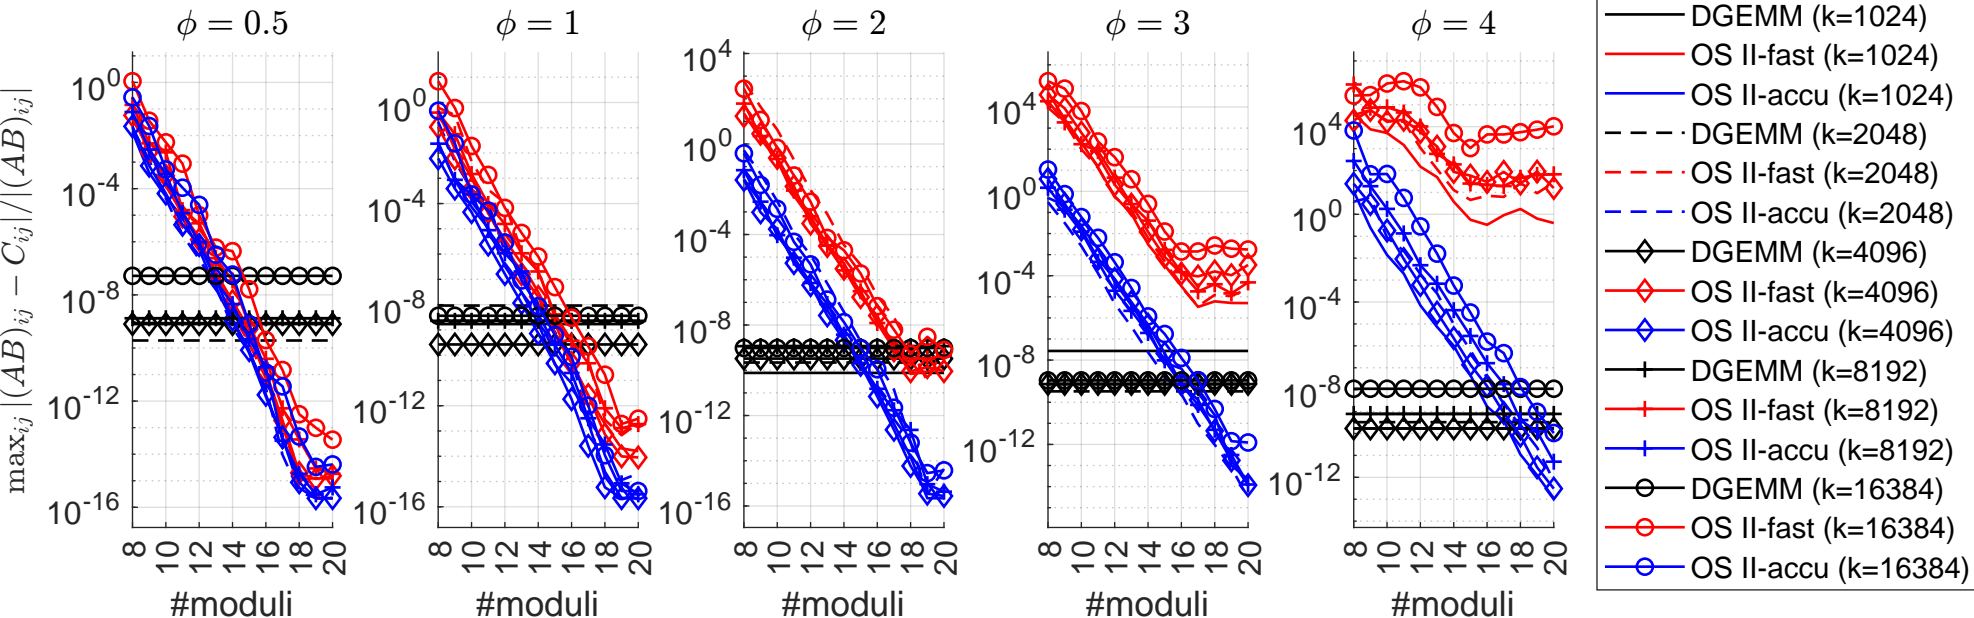 ϕ = 0.5
ϕ = 1
ϕ = 2
ϕ = 3
ϕ = 4
max_{ij} |(AB)_{ij} − C_{ij}|/|(AB)_{ij}|
10^0
10^-4
10^-8
10^-12
10^-16
8 10 12 14 16 18 20
#moduli
10^0
10^-4
10^-8
10^-12
10^-16
8 10 12 14 16 18 20
#moduli
10^4
10^0
10^-4
10^-8
10^-12
10^-16
8 10 12 14 16 18 20
#moduli
10^4
10^0
10^-4
10^-8
10^-12
8 10 12 14 16 18 20
#moduli
10^4
10^0
10^-4
10^-8
10^-12
8 10 12 14 16 18 20
#moduli
DGEMM (k=1024)
OS II-fast (k=1024)
OS II-accu (k=1024)
DGEMM (k=2048)
OS II-fast (k=2048)
OS II-accu (k=2048)
DGEMM (k=4096)
OS II-fast (k=4096)
OS II-accu (k=4096)
DGEMM (k=8192)
OS II-fast (k=8192)
OS II-accu (k=8192)
DGEMM (k=16384)
OS II-fast (k=16384)
OS II-accu (k=16384)